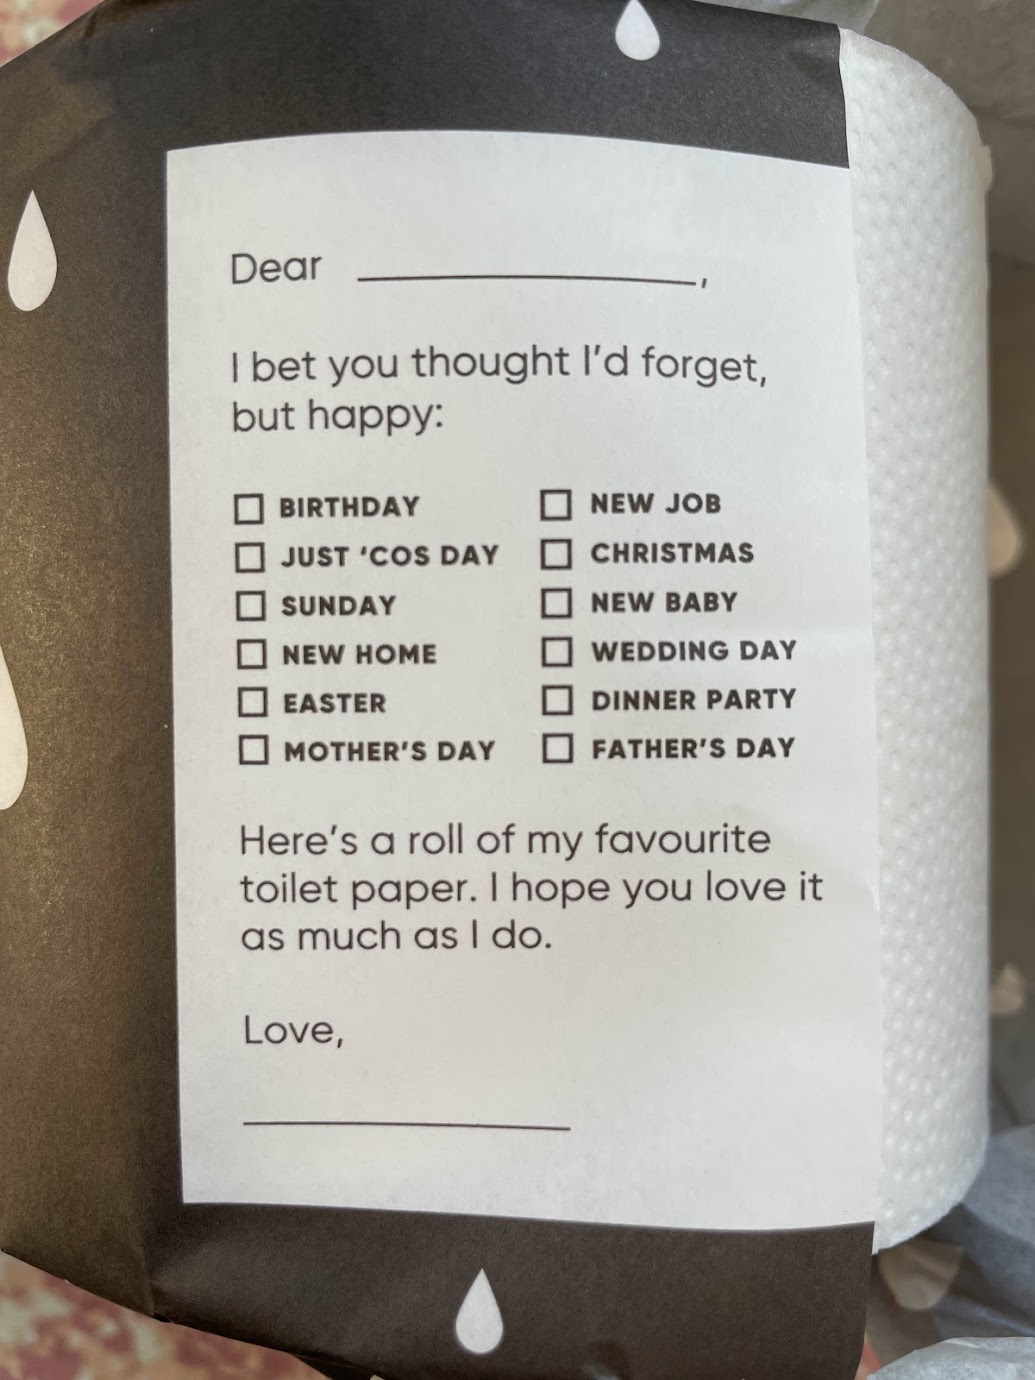 Dear ____________________,
I bet you thought I'd forget,
but happy:
☐ BIRTHDAY ☐ NEW JOB
☐ JUST 'COS DAY ☐ CHRISTMAS
☐ SUNDAY ☐ NEW BABY
☐ NEW HOME ☐ WEDDING DAY
☐ EASTER ☐ DINNER PARTY
☐ MOTHER'S DAY ☐ FATHER'S DAY
Here's a roll of my favourite
toilet paper. I hope you love it
as much as I do.
Love,
____________________